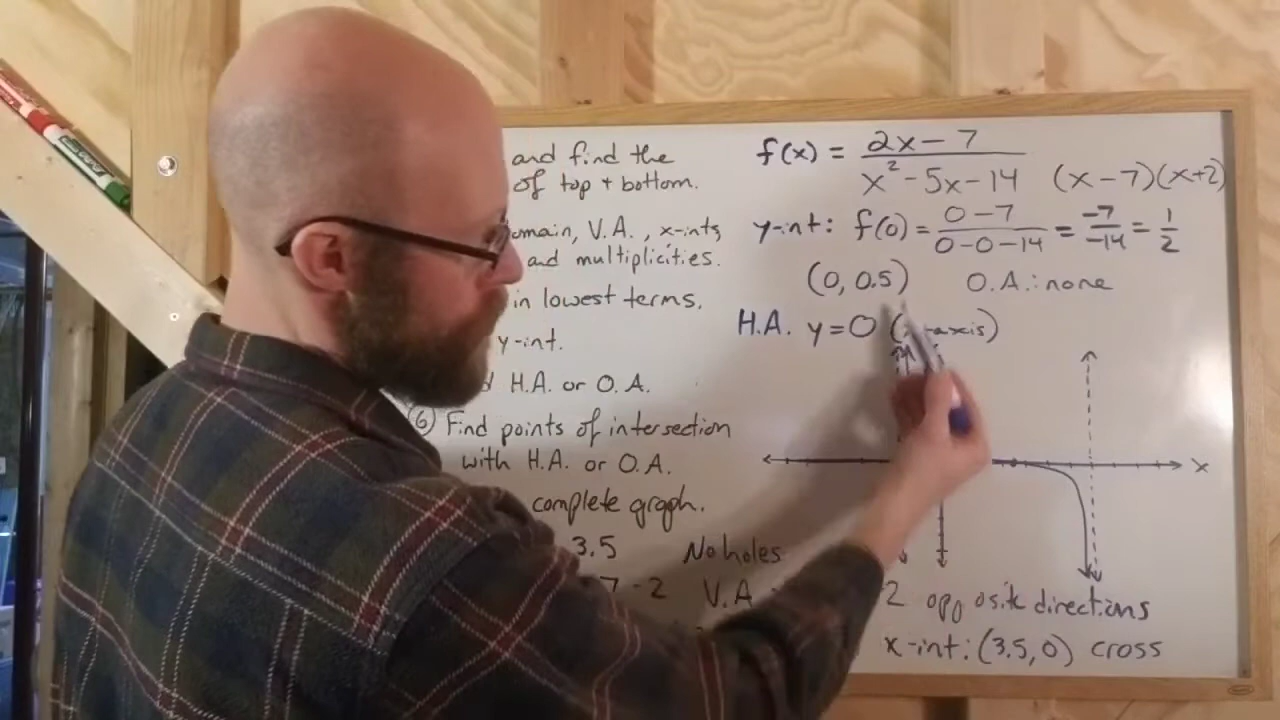 and find the
of top + bottom.
omain, V.A., x-ints,
and multiplicities.
in lowest terms.
y-int.
H.A. or O.A.
(6) Find points of intersection
with H.A. or O.A.
complete graph.
3.5
7 -2
No holes
V.A
f(x) = (2x - 7)/(x² - 5x - 14) (x-7)(x+2)
y-int: f(0) = (0 - 7)/(0 - 0 - 14) = -7/-14 = 1/2
(0, 0.5) O.A.: none
H.A. y=0 (x-axis)
x
2 opposite directions
x-int: (3.5, 0) cross